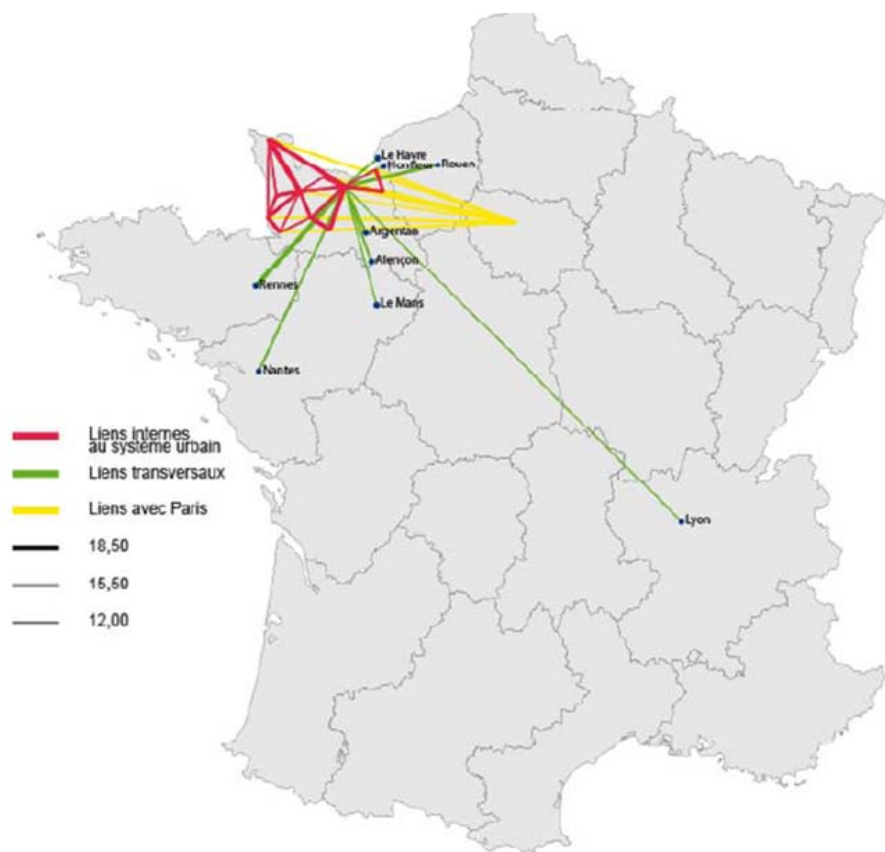 Le Havre
Honfleur
Rouen
Argentan
Alençon
Rennes
Le Mans
Nantes
Liens internes
au système urbain
Liens transversaux
Liens avec Paris
18,50
Lyon
15,50
12,00